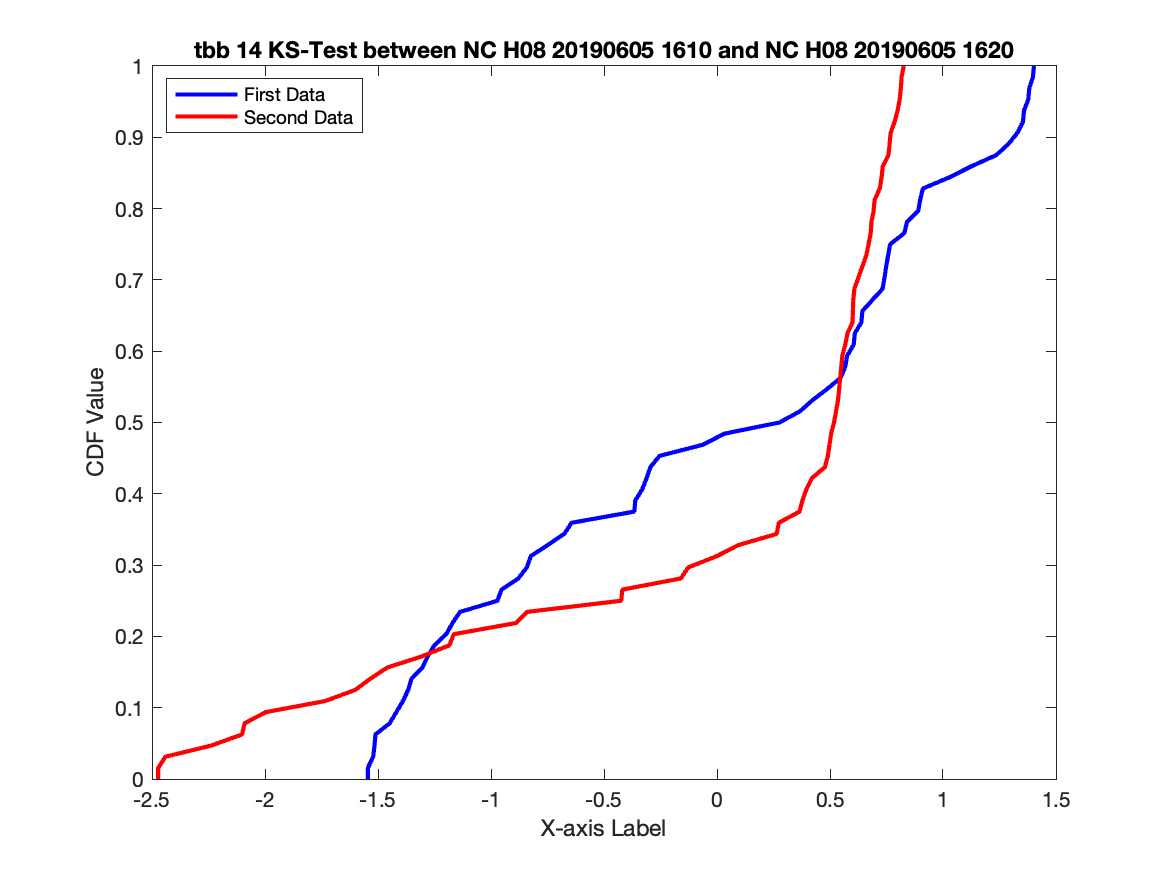 tbb 14 KS-Test between NC H08 20190605 1610 and NC H08 20190605 1620
First Data
Second Data
1
0.9
0.8
0.7
0.6
0.5
0.4
0.3
0.2
0.1
0
CDF Value
-2.5 -2 -1.5 -1 -0.5 0 0.5 1 1.5
X-axis Label